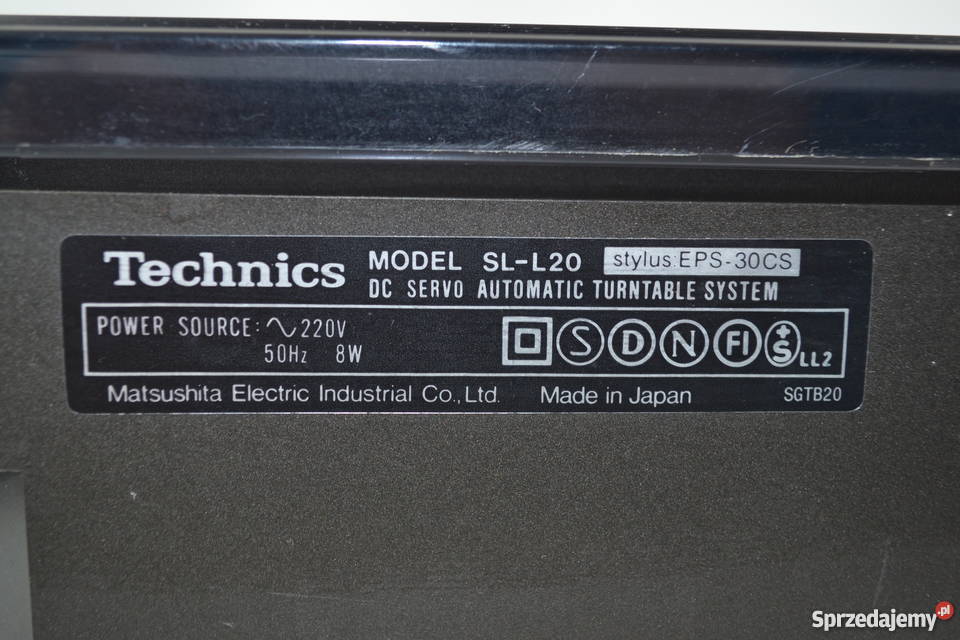 Technics MODEL SL-L20 stylus:EPS-30CS
DC SERVO AUTOMATIC TURNTABLE SYSTEM
POWER SOURCE: ∿220V
50Hz 8W
S D N FI S LL2
Matsushita Electric Industrial Co., Ltd. Made in Japan SGTB20
Sprzedajemy.pl